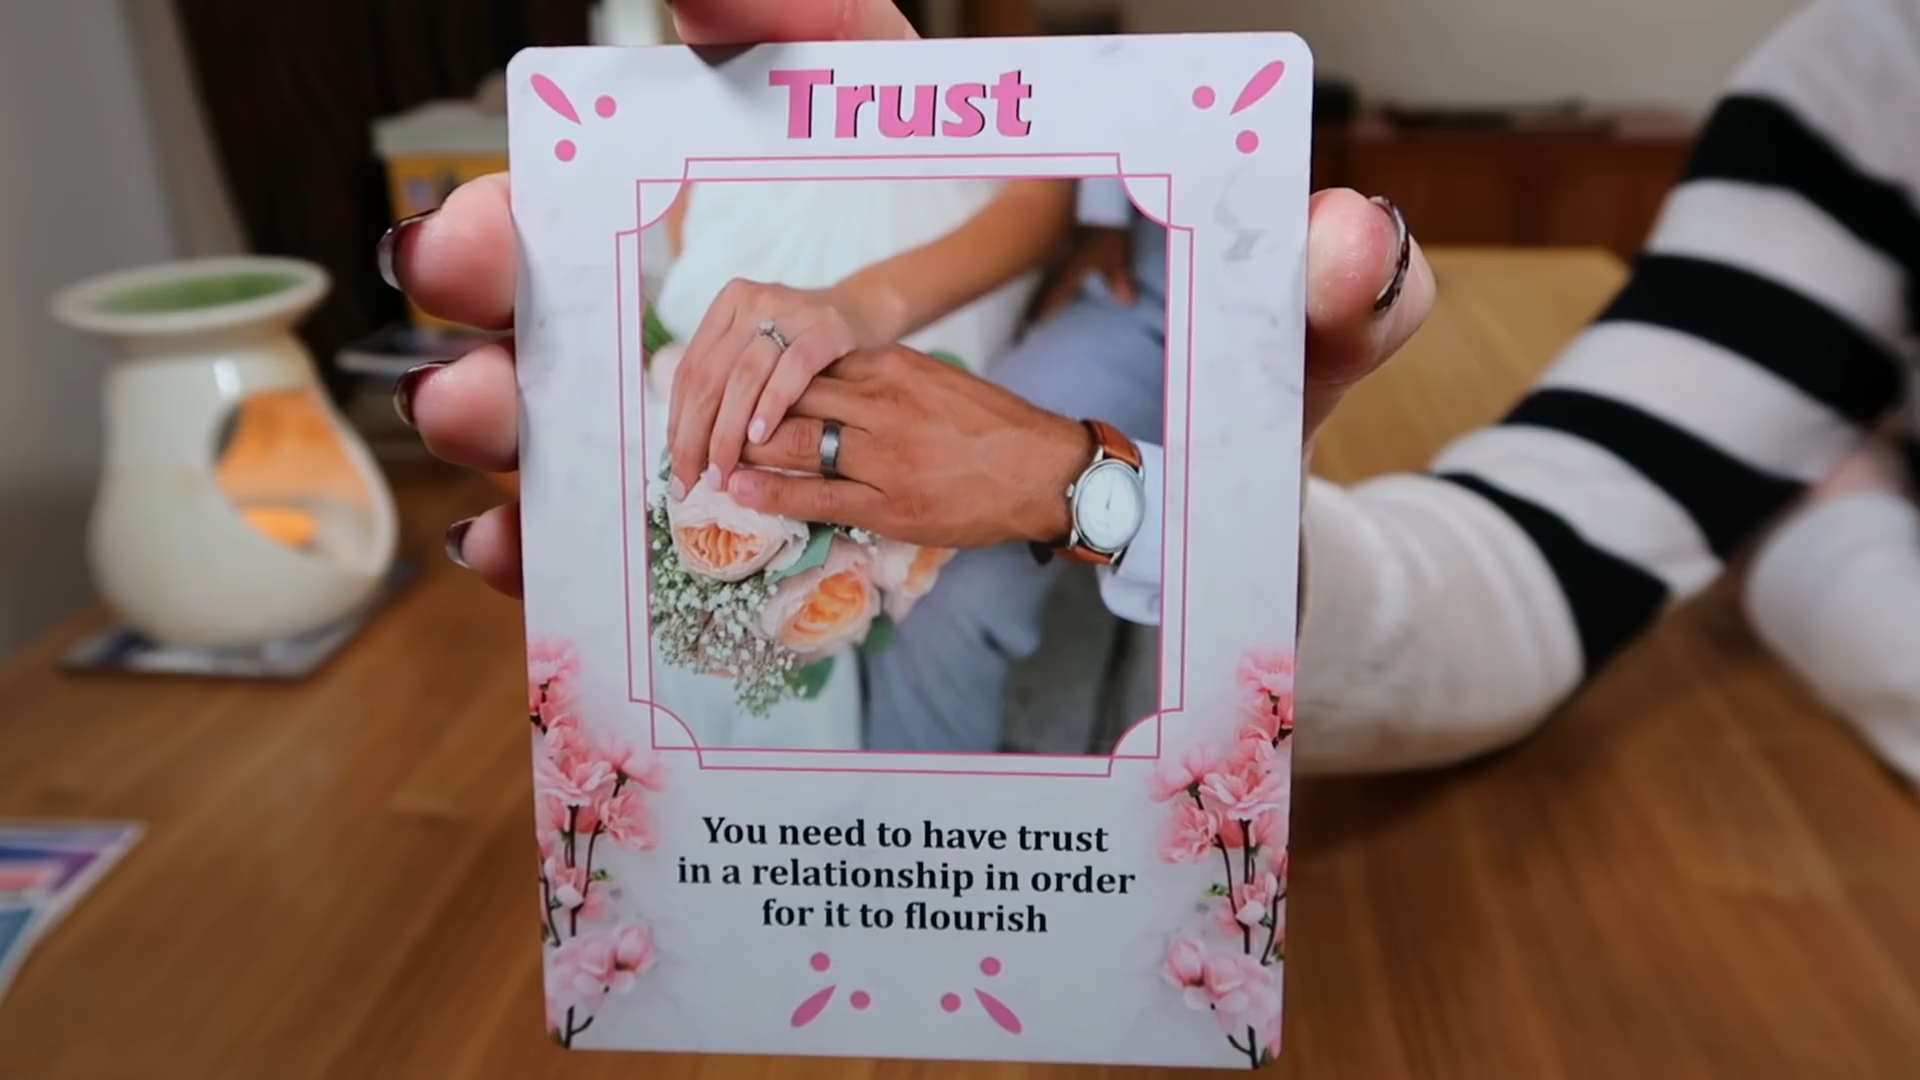 Trust
You need to have trust
in a relationship in order
for it to flourish